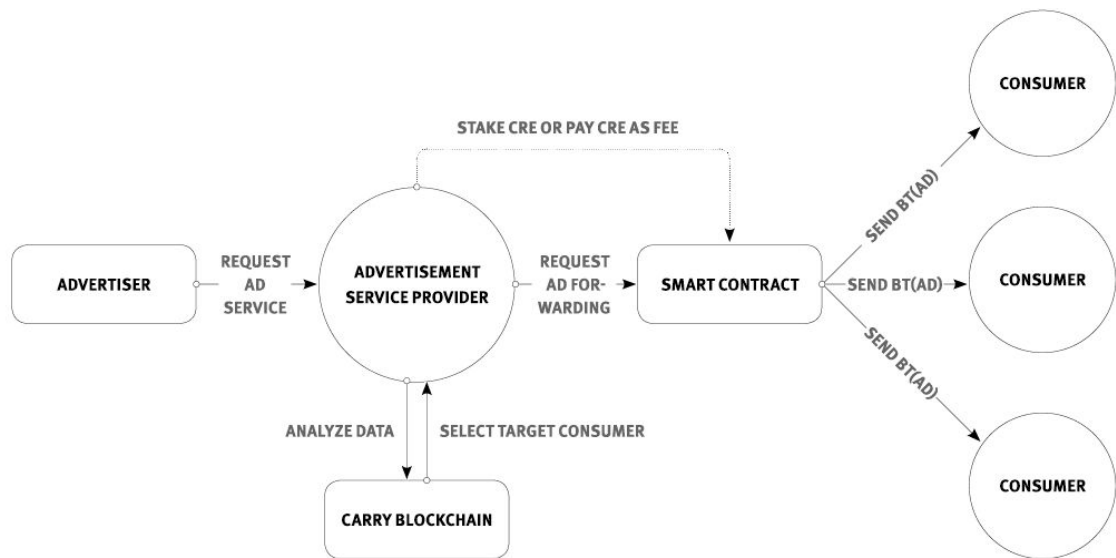 CONSUMER
STAKE CRE OR PAY CRE AS FEE
SEND BT(AD)
ADVERTISER
REQUEST
AD
SERVICE
ADVERTISEMENT
SERVICE PROVIDER
REQUEST
AD FOR-
WARDING
SMART CONTRACT
SEND BT(AD)
CONSUMER
SEND BT(AD)
ANALYZE DATA
SELECT TARGET CONSUMER
CONSUMER
CARRY BLOCKCHAIN